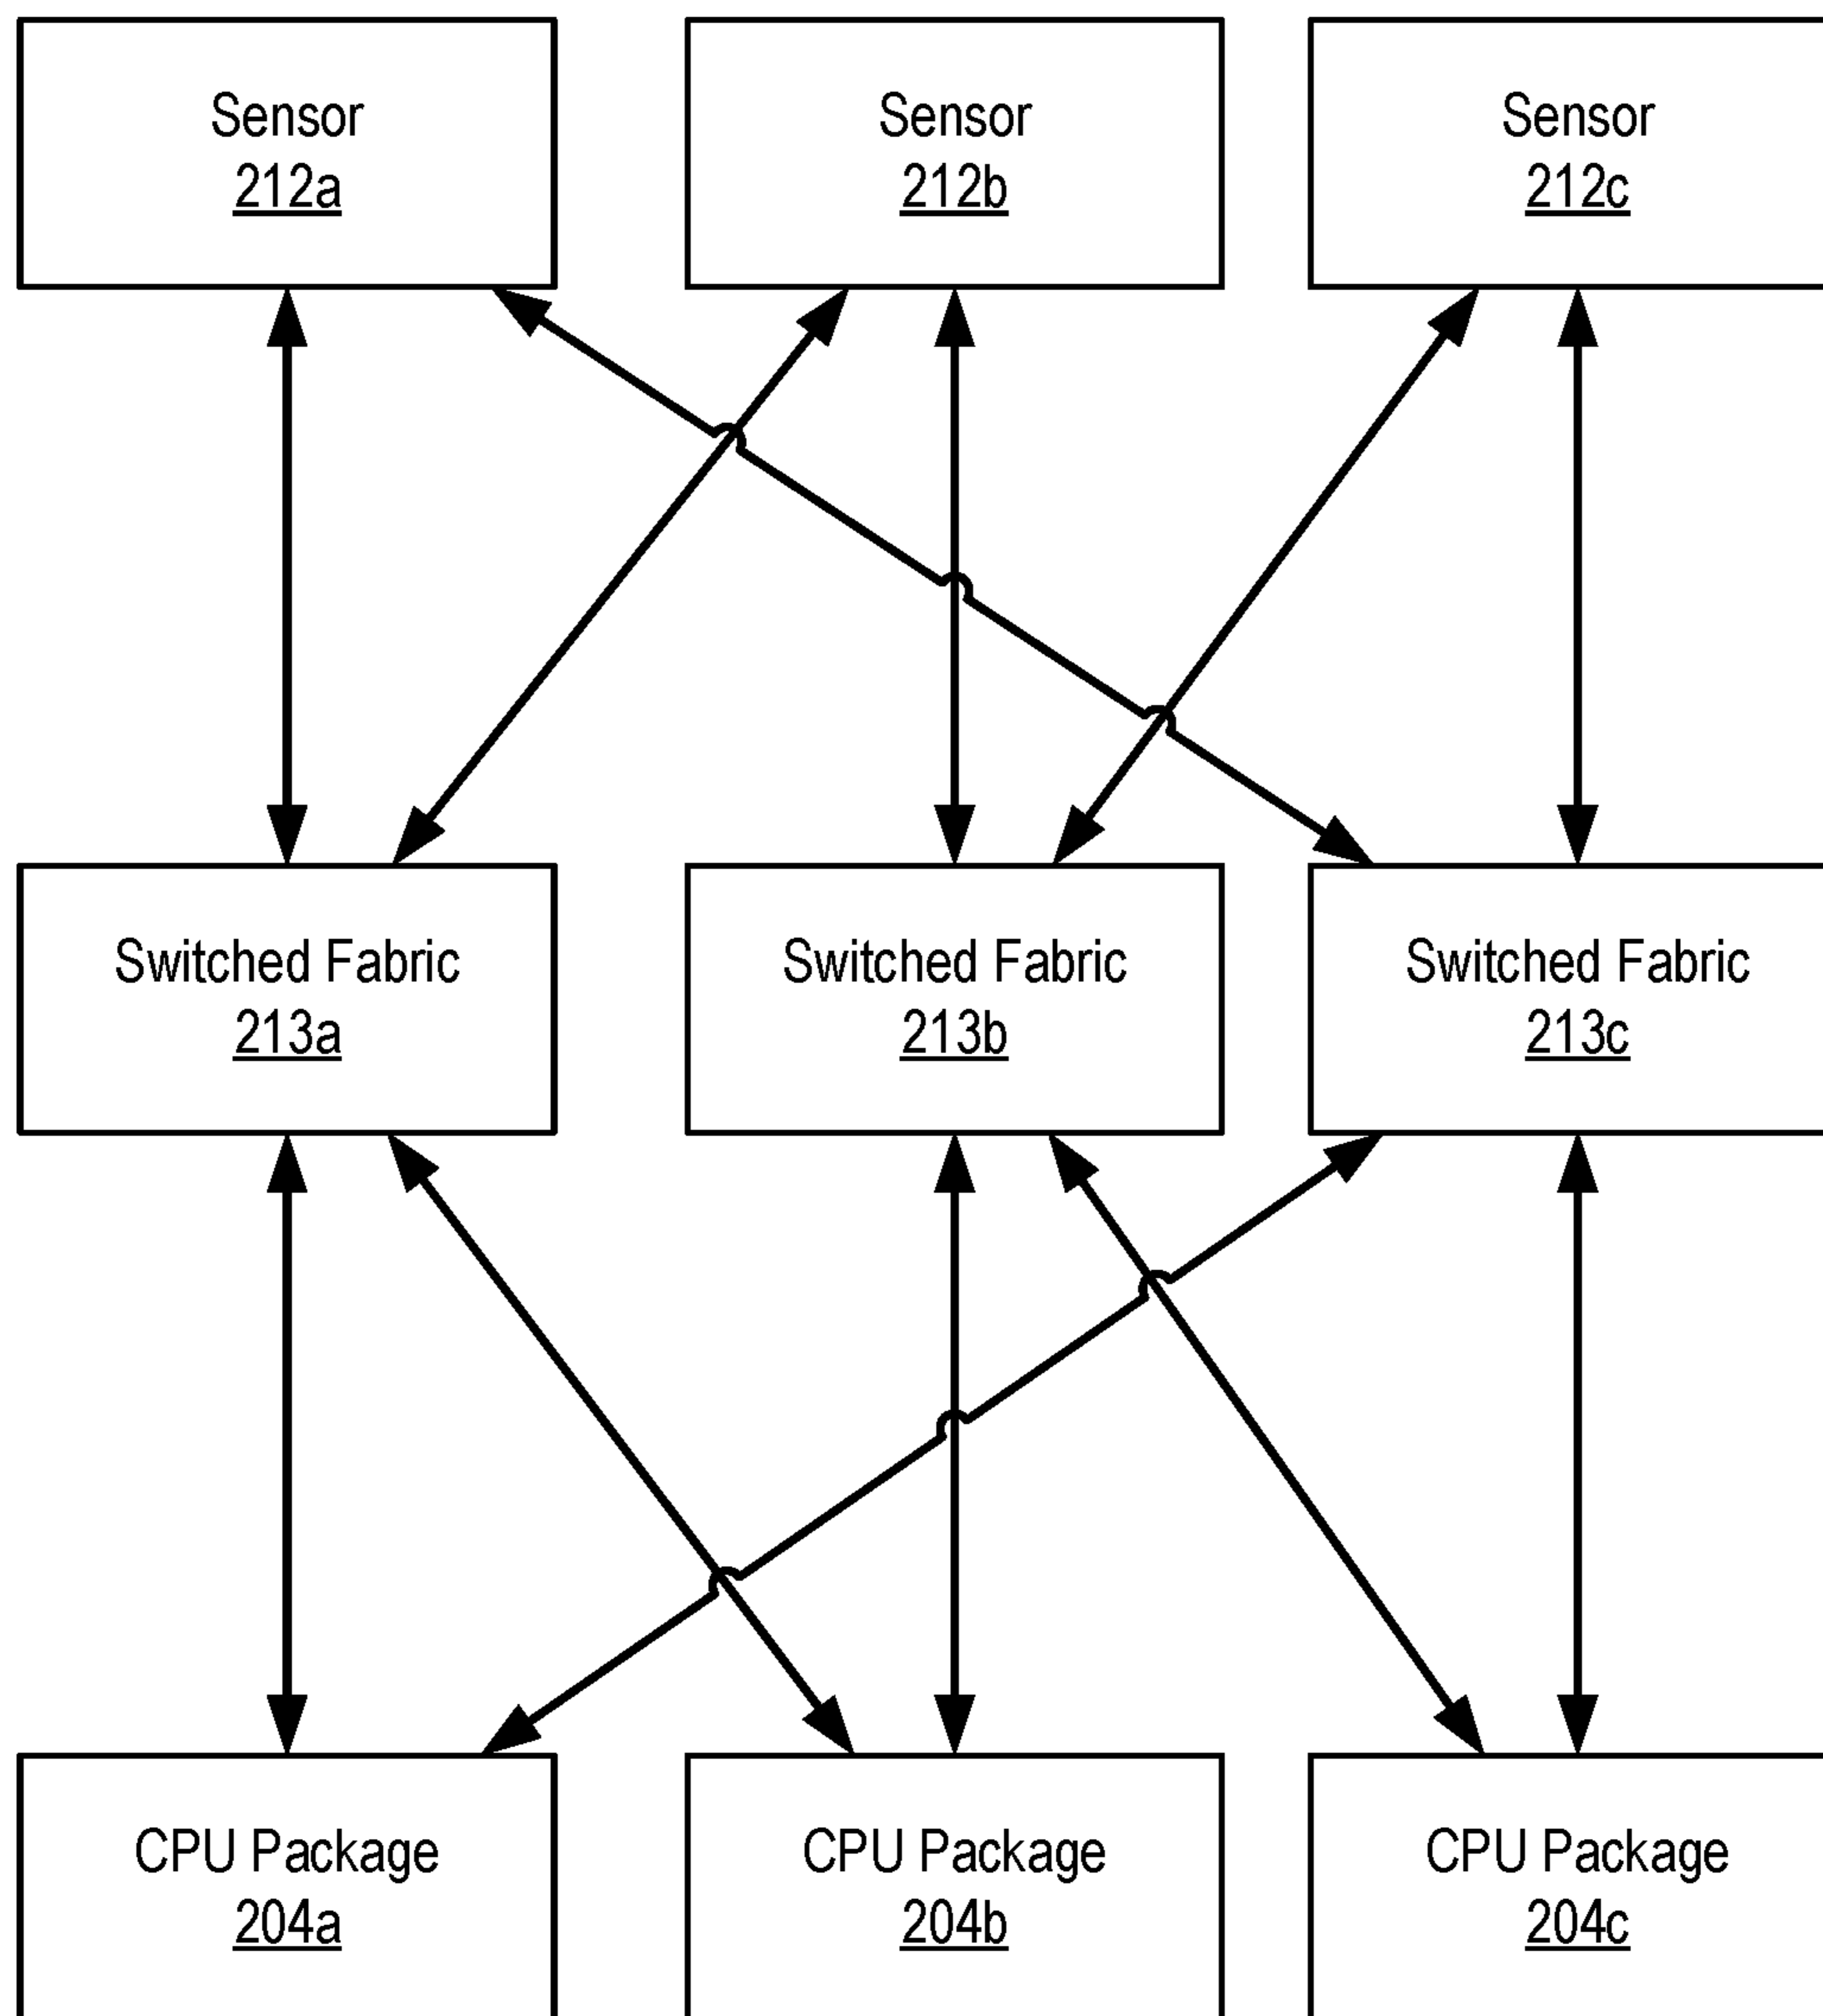 Sensor
212a
Sensor
212b
Sensor
212c
Switched Fabric
213a
Switched Fabric
213b
Switched Fabric
213c
CPU Package
204a
CPU Package
204b
CPU Package
204c